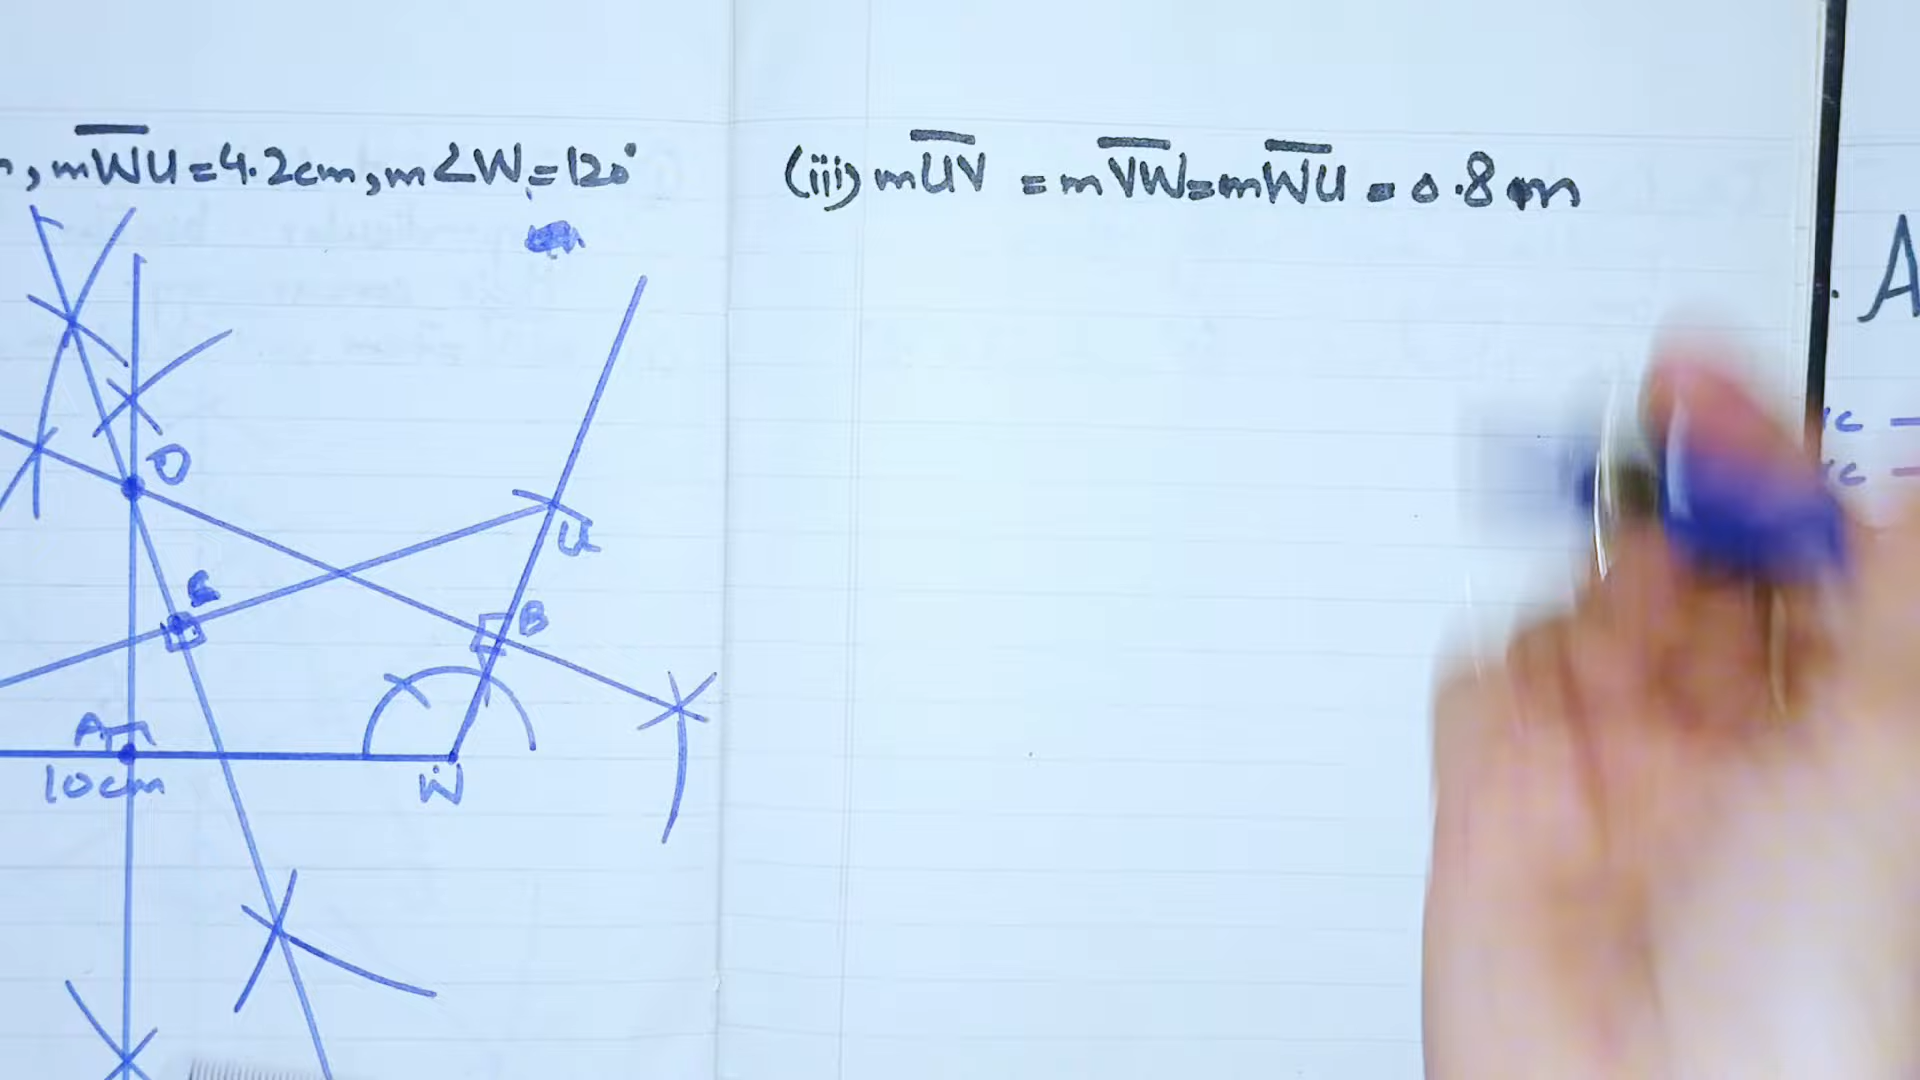 , mWU = 4.2cm, m∠W = 120°
(iii) mUV = mVW = mWU = 0.8 m
A
O
U
C
B
A
10cm
W